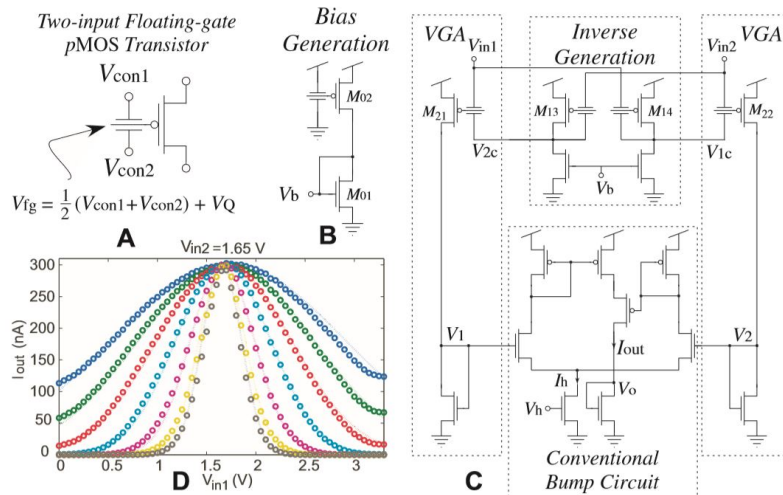 Two-input Floating-gate
pMOS Transistor
Vcon1
Vcon2
Vfg = 1/2 (Vcon1+Vcon2) + VQ
A
Bias
Generation
M02
Vb
M01
B
VGA
Inverse
Generation
VGA
Vin1
Vin2
M21
M13
M14
M22
V2c
V1c
Vb
V1
V2
Iout
Ih
Vo
Vh
C
Conventional
Bump Circuit
Vin2 =1.65 V
Iout (nA)
300
250
200
150
100
50
0
0 0.5 1 1.5 2 2.5 3
D
Vin1(V)